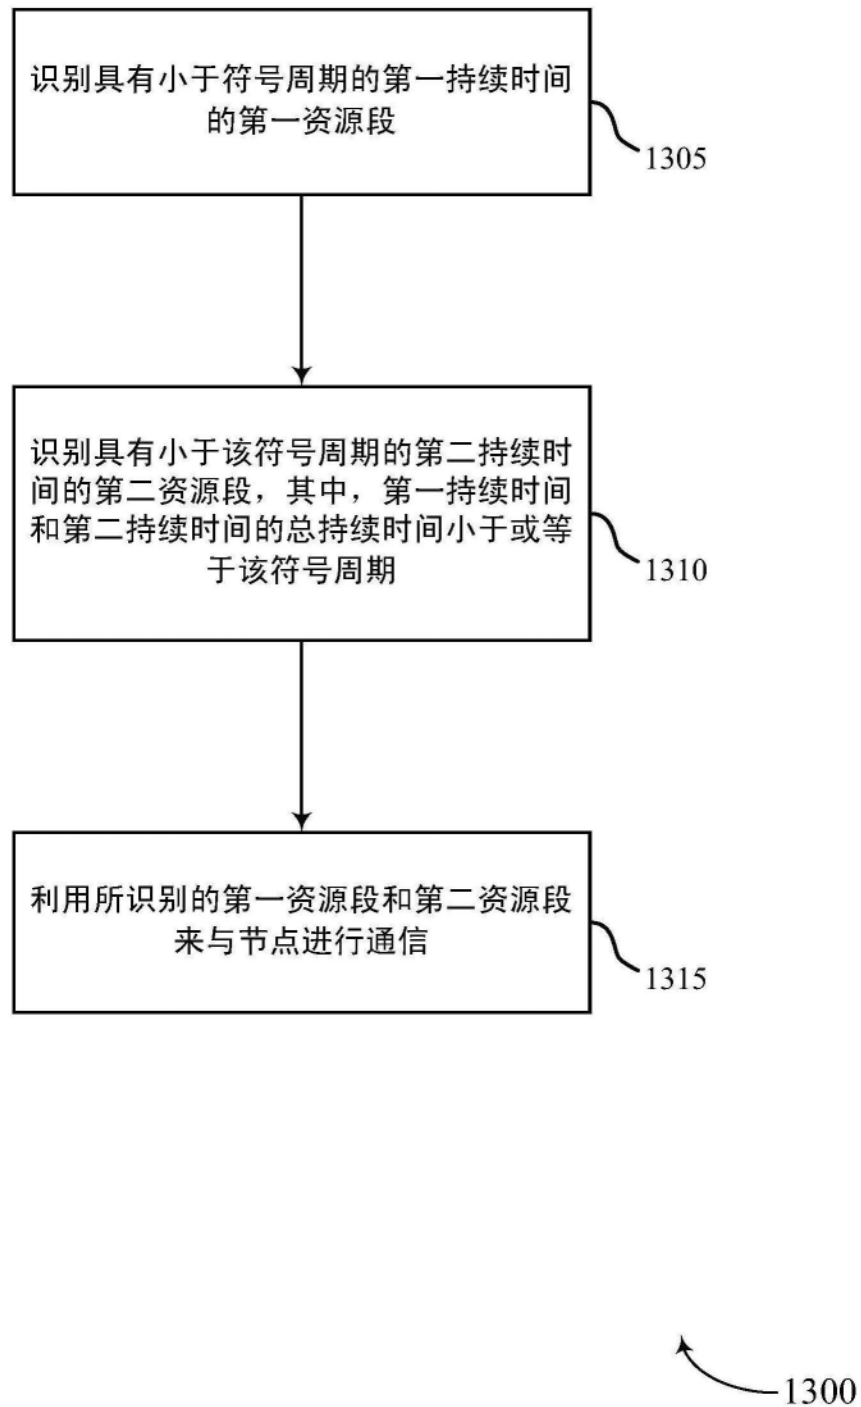 识别具有小于符号周期的第一持续时间
的第一资源段
1305
识别具有小于该符号周期的第二持续时
间的第二资源段，其中，第一持续时间
和第二持续时间的总持续时间小于或等
于该符号周期
1310
利用所识别的第一资源段和第二资源段
来与节点进行通信
1315
1300